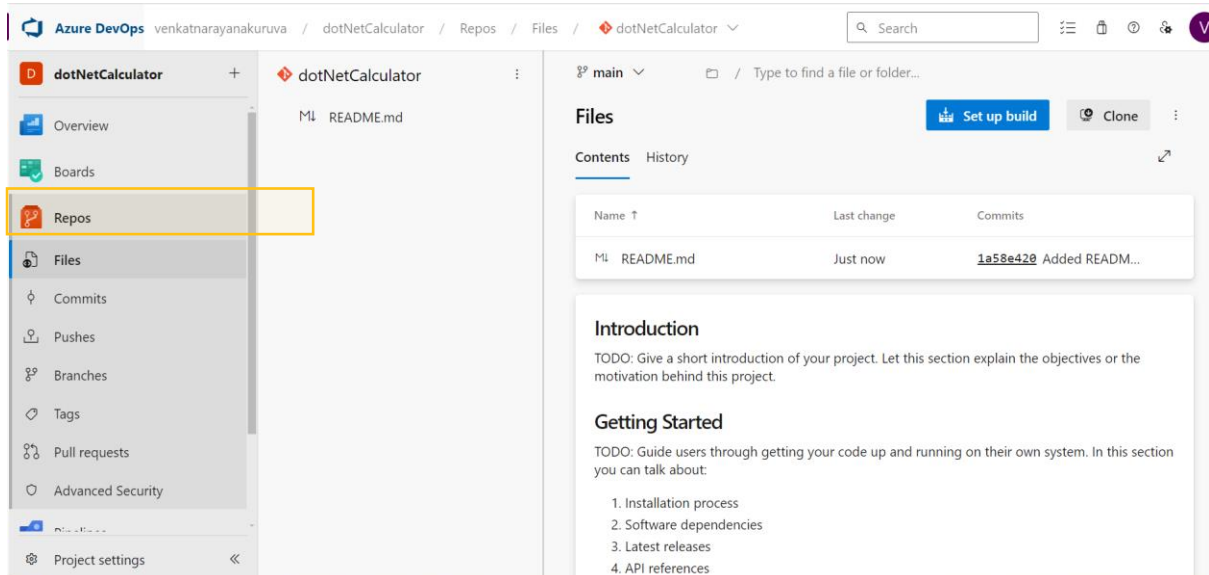 Azure DevOps venkatnarayanakuruva / dotNetCalculator / Repos / Files / dotNetCalculator
Search
V
D dotNetCalculator +
Overview
Boards
Repos
Files
Commits
Pushes
Branches
Tags
Pull requests
Advanced Security
Pipelines
Project settings
dotNetCalculator
README.md
main / Type to find a file or folder...
Files
Set up build
Clone
Contents History
Name ↑ Last change Commits
README.md Just now 1a58e420 Added READM...
Introduction
TODO: Give a short introduction of your project. Let this section explain the objectives or the
motivation behind this project.
Getting Started
TODO: Guide users through getting your code up and running on their own system. In this section
you can talk about:
1. Installation process
2. Software dependencies
3. Latest releases
4. API references